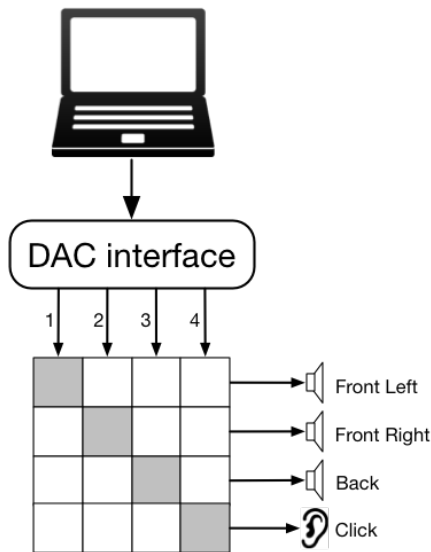 DAC interface
1 2 3 4
Front Left
Front Right
Back
Click